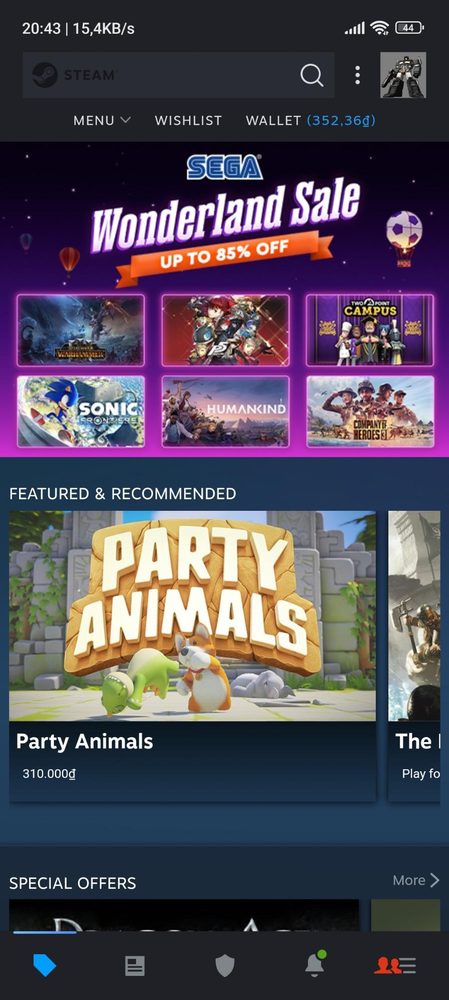 20:43 | 15,4KB/s
44
STEAM
MENU WISHLIST WALLET (352,36₫)
SEGA
Wonderland Sale
UP TO 85% OFF
WARHAMMER III
P5
TWO POINT
CAMPUS
SONIC
FRONTIERS
HUMANKIND
COMPANY OF
HEROES 3
FEATURED & RECOMMENDED
PARTY
ANIMALS
Party Animals
The
310.000₫
Play fo
SPECIAL OFFERS
More